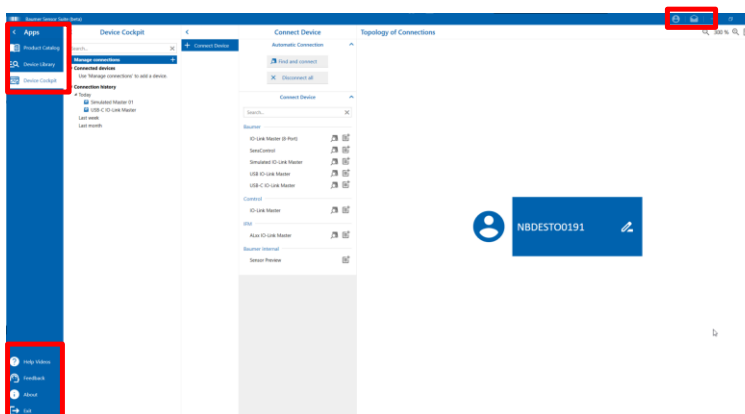 Baumer Sensor Suite (beta)
Apps
Product Catalog
Device Library
Device Cockpit
Help Videos
Feedback
About
Exit
Device Cockpit
Search..
Manage connections
Connected devices
Use 'Manage connections' to add a device.
Connection history
Today
Simulated Master 01
USB-C IO-Link Master
Last week
Last month
Connect Device
Connect Device
Automatic Connection
Find and connect
Disconnect all
Connect Device
Search..
Baumer
IO-Link Master (8-Port)
SensControl
Simulated IO-Link Master
USB IO-Link Master
USB-C IO-Link Master
Comtrol
IO-Link Master
IO-Link Master
Baumer Internal
Sensor Preview
Topology of Connections
300 %
NBDESTO0191